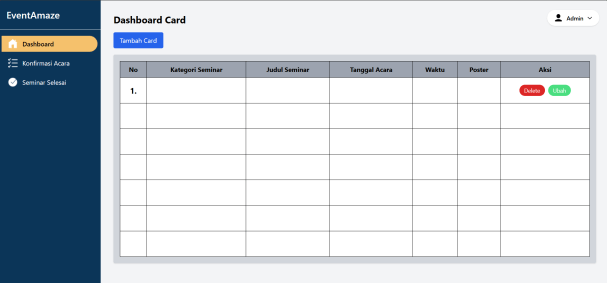 EventAmaze
Dashboard
Konfirmasi Acara
Seminar Selesai
Admin
Dashboard Card
Tambah Card
No Kategori Seminar Judul Seminar Tanggal Acara Waktu Poster Aksi
1. Delete Ubah